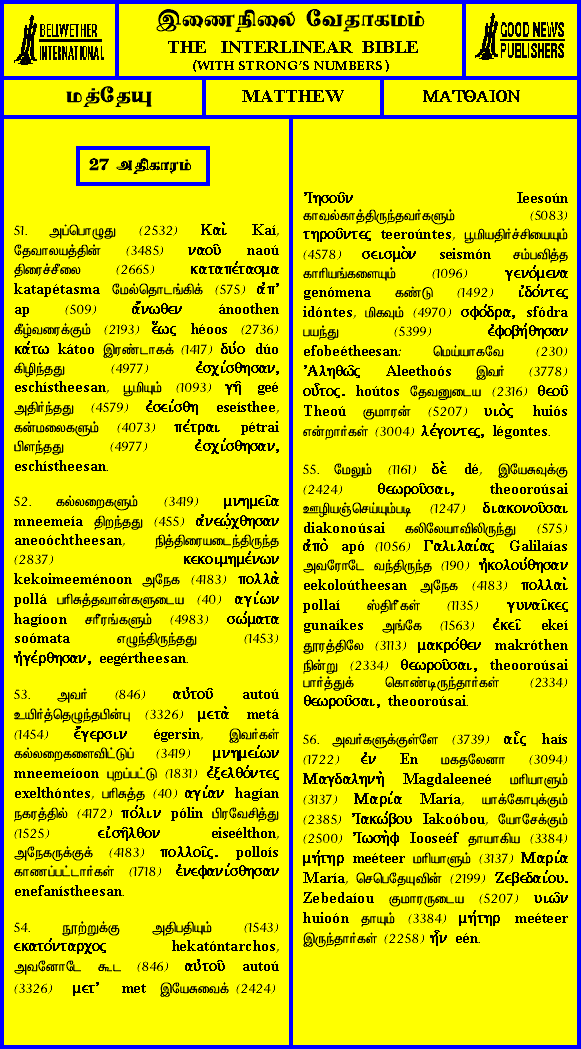 BELLWETHER
INTERNATIONAL
இணைநிலை வேதாகமம்
THE INTERLINEAR BIBLE
(WITH STRONG'S NUMBERS)
GOOD NEWS
PUBLISHERS
மத்தேயு
MATTHEW
ΜΑΤΘΑΙΟΝ
27 அதிகாரம்
51. அப்பொழுது (2532) Καὶ Kaí,
தேவாலயத்தின் (3485) ναοῦ naoú
திரைச்சீலை (2665) καταπέτασμα
katapétasma மேல்தொடங்கிக் (575) ἀπ'
ap (509) ἄνωθεν ánoothen
கீழ்வரைக்கும் (2193) ἕως héoos (2736)
κάτω kátoo இரண்டாகக் (1417) δύο dúo
கிழிந்தது (4977) ἐσχίσθησαν,
eschístheesan, பூமியும் (1093) γῆ geé
அதிர்ந்தது (4579) ἐσείσθη eseísthee,
கன்மலைகளும் (4073) πέτραι pétrai
பிளந்தது (4977) ἐσχίσθησαν,
eschístheesan.
52. கல்லறைகளும் (3419) μνημεῖα
mneemeía திறந்தது (455) ἀνεῴχθησαν
aneoóchtheesan, நித்திரையடைந்திருந்த
(2837) κεκοιμημένων
kekoimeeménoon அநேக (4183) πολλὰ
pollá பரிசுத்தவான்களுடைய (40) ἁγίων
hagíoon சரீரங்களும் (4983) σώματα
soómata எழுந்திருந்தது (1453)
ἠγέρθησαν, eegértheesan.
53. அவர் (846) αὐτοῦ autoú
உயிர்த்தெழுந்தபின்பு (3326) μετὰ metá
(1454) ἔγερσιν égersin, இவர்கள்
கல்லறைகளைவிட்டுப் (3419) μνημείων
mneemeíoon புறப்பட்டு (1831) ἐξελθόντες
exelthóntes, பரிசுத்த (40) ἁγίαν hagían
நகரத்தில் (4172) πόλιν pólin பிரவேசித்து
(1525) εἰσῆλθον eiseélthon,
அநேகருக்குக் (4183) πολλοῖς. polloís
காணப்பட்டார்கள் (1718) ἐνεφανίσθησαν
enefanístheesan.
54. நூற்றுக்கு அதிபதியும் (1543)
ἑκατόνταρχος hekatóntarchos,
அவனோடே கூட (846) αὐτοῦ autoú
(3326) μετ' met இயேசுவைக் (2424)
Ἰησοῦν Ieesoún
காவல்காத்திருந்தவர்களும் (5083)
τηροῦντες teeroúntes, பூமியதிர்ச்சியையும்
(4578) σεισμὸν seismón சம்பவித்த
காரியங்களையும் (1096) γενόμενα
genómena கண்டு (1492) ἰδόντες
idóntes, மிகவும் (4970) σφόδρα, sfódra
பயந்து (5399) ἐφοβήθησαν
efobeétheesan: மெய்யாகவே (230)
Ἀληθῶς Aleethoós இவர் (3778)
οὗτος. hoútos தேவனுடைய (2316) θεοῦ
Theoú குமாரன் (5207) υἱὸς huiós
என்றார்கள் (3004) λέγοντες, légontes.
55. மேலும் (1161) δὲ dé, இயேசுவுக்கு
(2424) θεωροῦσαι, theooroúsai
ஊழியஞ்செய்யும்படி (1247) διακονοῦσαι
diakonoúsai கலிலேயாவிலிருந்து (575)
ἀπὸ apó (1056) Γαλιλαίας Galilaías
அவரோடே வந்திருந்த (190) ἠκολούθησαν
eekoloútheesan அநேக (4183) πολλαὶ
pollaí ஸ்திரீகள் (1135) γυναῖκες
gunaíkes அங்கே (1563) ἐκεῖ ekeí
தூரத்திலே (3113) μακρόθεν makróthen
நின்று (2334) θεωροῦσαι, theooroúsai
பார்த்துக் கொண்டிருந்தார்கள் (2334)
θεωροῦσαι, theooroúsai.
56. அவர்களுக்குள்ளே (3739) αἷς haís
(1722) ἐν En மகதலேனா (3094)
Μαγδαληνὴ Magdaleeneé மரியாளும்
(3137) Μαρία María, யாக்கோபுக்கும்
(2385) Ἰακώβου Iakoóbou, யோசேக்கும்
(2500) Ἰωσὴφ Iooseéf தாயாகிய (3384)
μήτηρ meéteer மரியாளும் (3137) Μαρία
María, செபெதேயுவின் (2199) Ζεβεδαίου.
Zebedaíou குமாரருடைய (5207) υἱῶν
huioón தாயும் (3384) μήτηρ meéteer
இருந்தார்கள் (2258) ἦν eén.